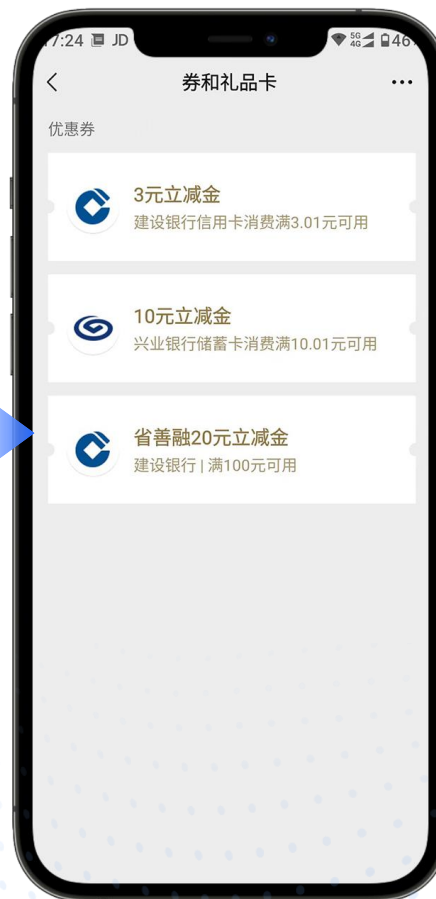 7:24 JD 5G 4G 46
券和礼品卡
优惠券
3元立减金
建设银行信用卡消费满3.01元可用
10元立减金
兴业银行储蓄卡消费满10.01元可用
省善融20元立减金
建设银行 | 满100元可用